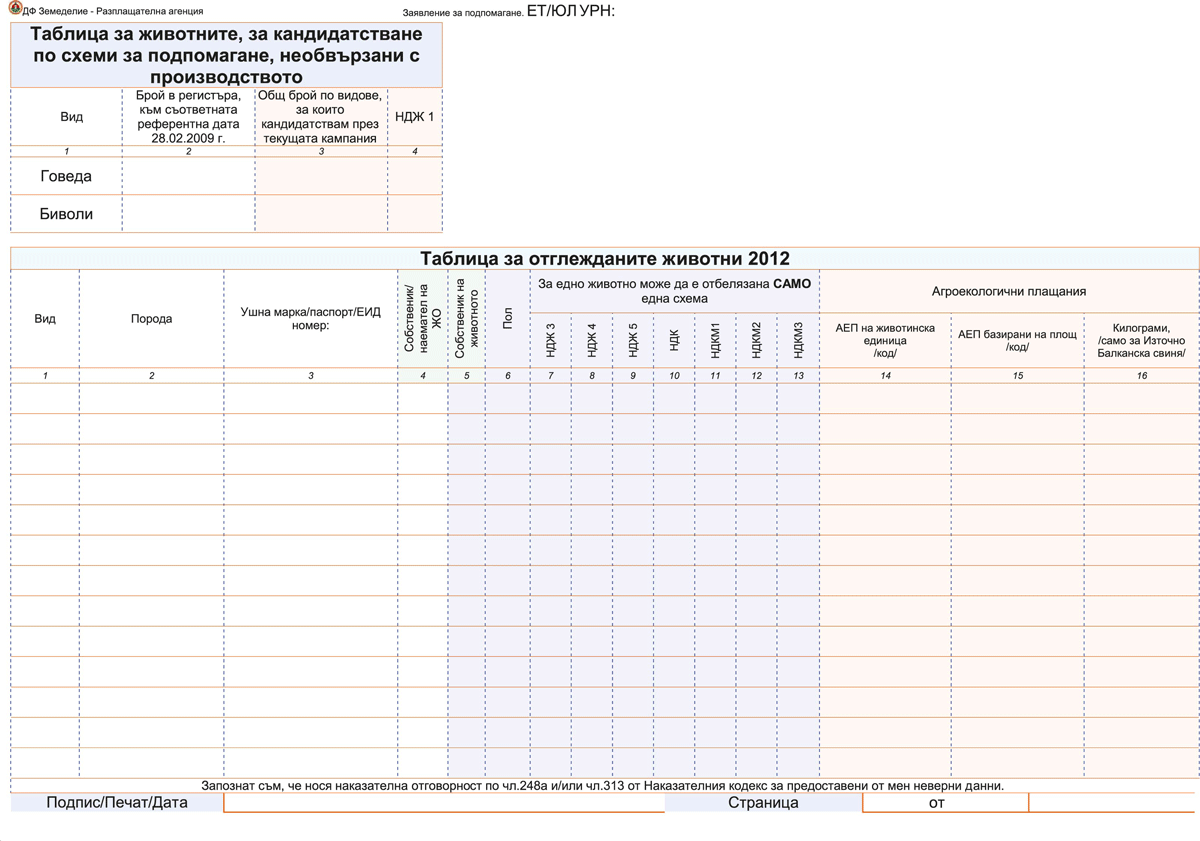 ДФ Земеделие - Разплащателна агенция
Заявление за подпомагане. ЕТ/ЮЛ УРН:
Таблица за животните, за кандидатстване
по схеми за подпомагане, необвързани с
производството
Вид
Брой в регистъра,
към съответната
референтна дата
28.02.2009 г.
Общ брой по видове,
за които
кандидатствам през
текущата кампания
НДЖ 1
1 2 3 4
Говеда
Биволи
Таблица за отглежданите животни 2012
Вид
Порода
Ушна марка/паспорт/ЕИД
номер:
Собственик/
наемател на
ЖО
Собственик на
животното
Пол
За едно животно може да е отбелязана САМО
една схема
НДЖ 3
НДЖ 4
НДЖ 5
НДК
НДКМ1
НДКМ2
НДКМ3
Агроекологични плащания
АЕП на животинска
единица
/код/
АЕП базирани на площ
/код/
Килограми,
/само за Източно
Балканска свиня/
1 2 3 4 5 6 7 8 9 10 11 12 13 14 15 16
Запознат съм, че нося наказателна отговорност по чл.248а и/или чл.313 от Наказателния кодекс за предоставени от мен неверни данни.
Подпис/Печат/Дата
Страница
от